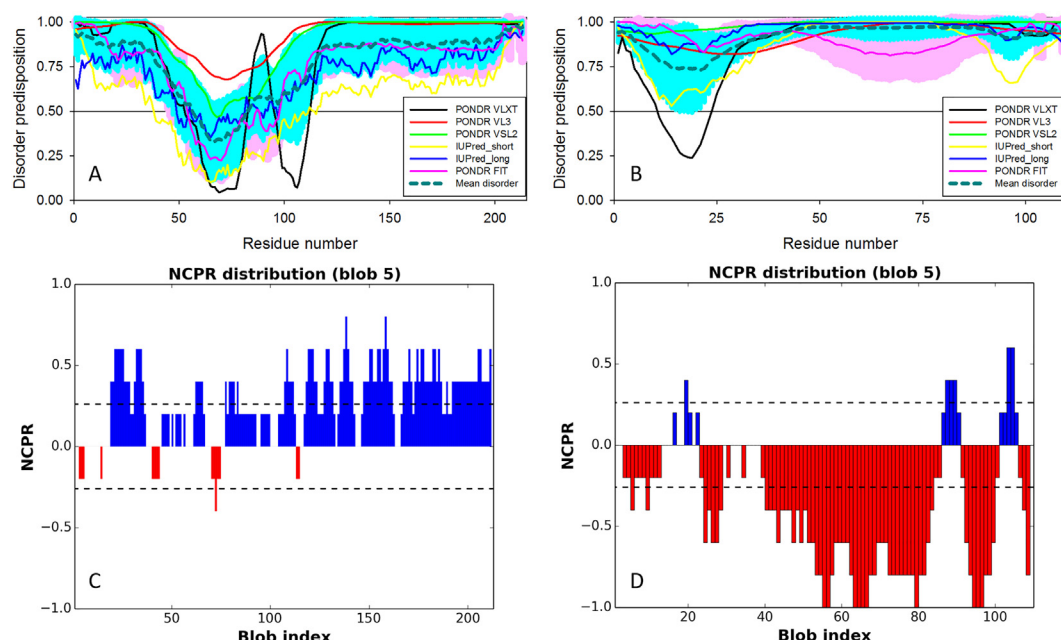 1.00
0.75
0.50
0.25
0.00
Disorder predisposition
A
PONDR VLXT
PONDR VL3
PONDR VSL2
IUPred_short
IUPred_long
PONDR FIT
Mean disorder
0 50 100 150 200
Residue number
1.00
0.75
0.50
0.25
0.00
Disorder predisposition
B
PONDR VLXT
PONDR VL3
PONDR VSL2
IUPred_short
IUPred_long
PONDR FIT
Mean disorder
0 25 50 75 100
Residue number
NCPR distribution (blob 5)
1.0
0.5
0.0
−0.5
−1.0
NCPR
C
50 100 150 200
Blob index
NCPR distribution (blob 5)
1.0
0.5
0.0
−0.5
−1.0
NCPR
D
20 40 60 80 100
Blob index